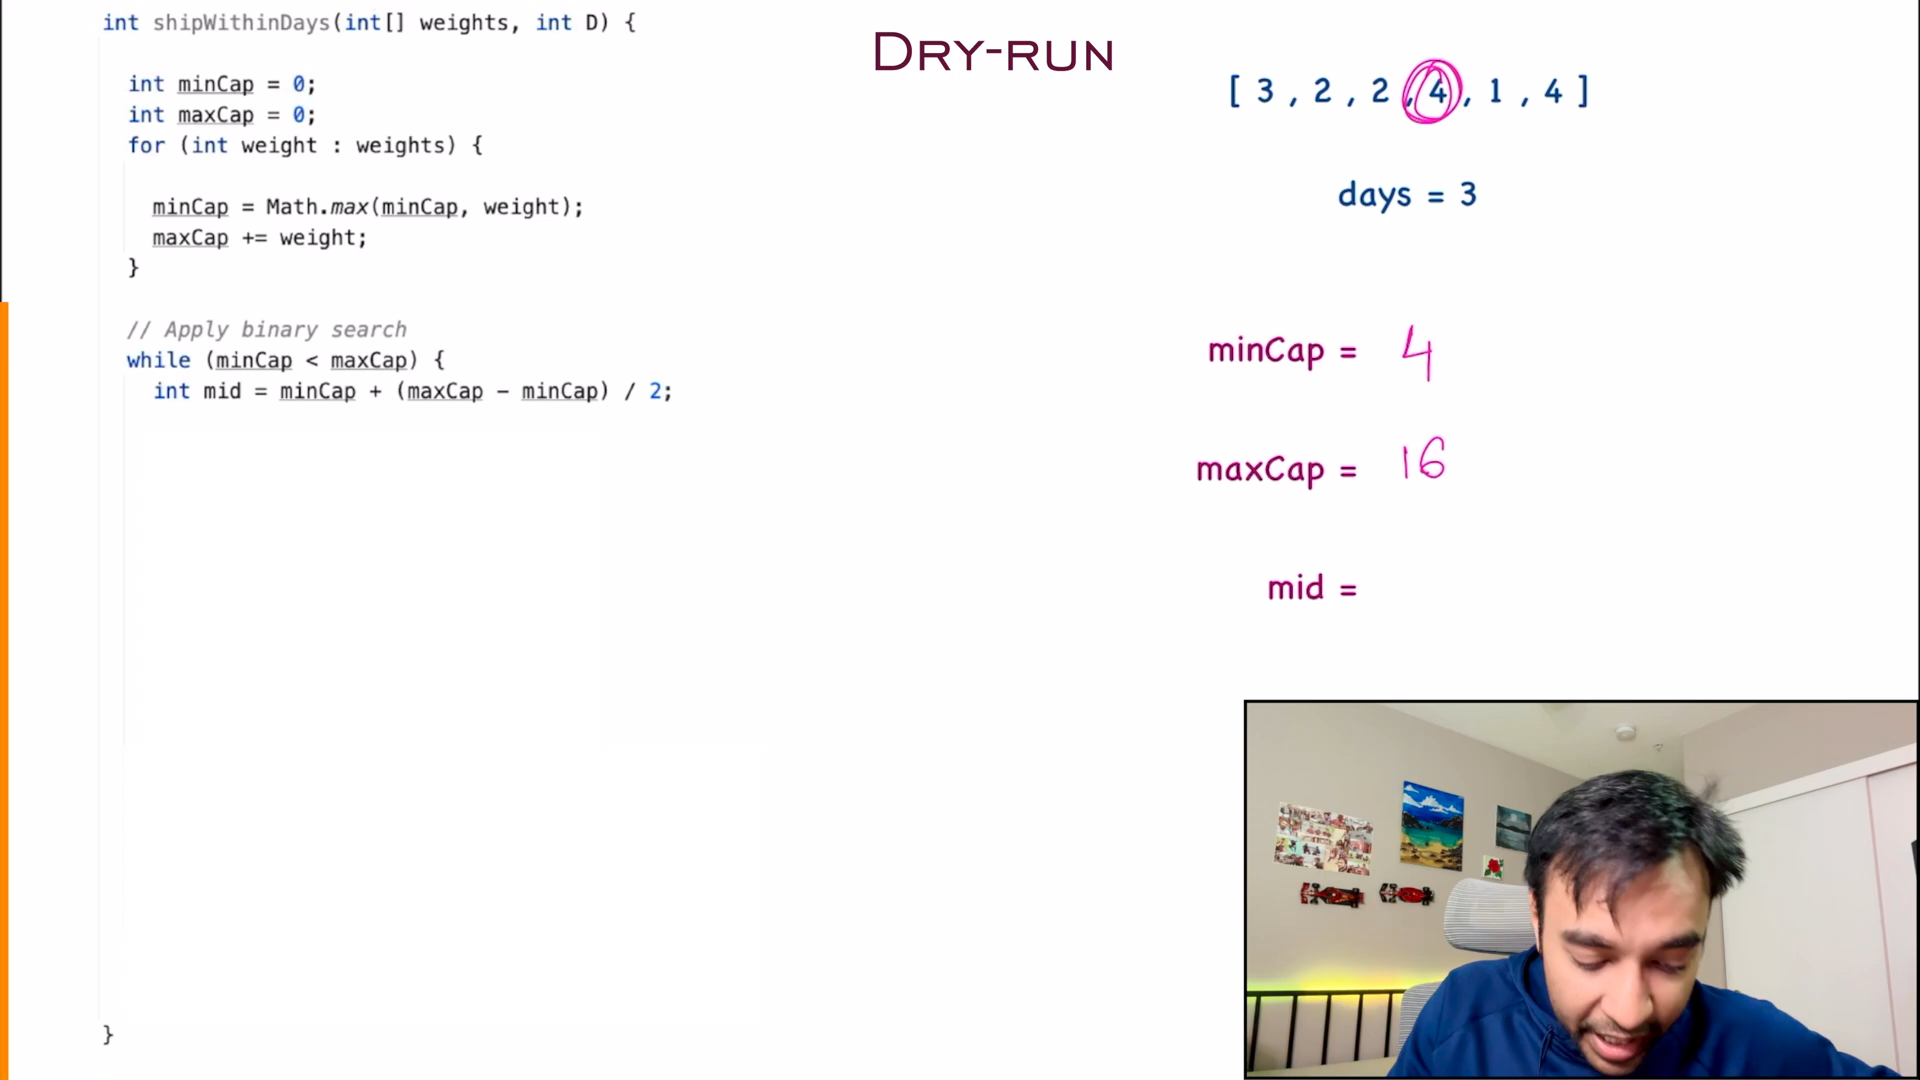 int shipWithinDays(int[] weights, int D) {
int minCap = 0;
int maxCap = 0;
for (int weight : weights) {
minCap = Math.max(minCap, weight);
maxCap += weight;
}
// Apply binary search
while (minCap < maxCap) {
int mid = minCap + (maxCap - minCap) / 2;
}
DRY-RUN
[ 3 , 2 , 2 , 4 , 1 , 4 ]
days = 3
minCap = 4
maxCap = 16
mid =